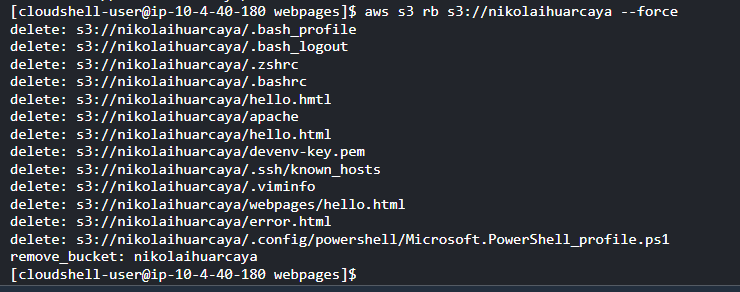 [cloudshell-user@ip-10-4-40-180 webpages]$ aws s3 rb s3://nikolaihuarcaya --force
delete: s3://nikolaihuarcaya/.bash_profile
delete: s3://nikolaihuarcaya/.bash_logout
delete: s3://nikolaihuarcaya/.zshrc
delete: s3://nikolaihuarcaya/.bashrc
delete: s3://nikolaihuarcaya/hello.hmtl
delete: s3://nikolaihuarcaya/apache
delete: s3://nikolaihuarcaya/hello.html
delete: s3://nikolaihuarcaya/devenv-key.pem
delete: s3://nikolaihuarcaya/.ssh/known_hosts
delete: s3://nikolaihuarcaya/.viminfo
delete: s3://nikolaihuarcaya/webpages/hello.html
delete: s3://nikolaihuarcaya/error.html
delete: s3://nikolaihuarcaya/.config/powershell/Microsoft.PowerShell_profile.ps1
remove_bucket: nikolaihuarcaya
[cloudshell-user@ip-10-4-40-180 webpages]$